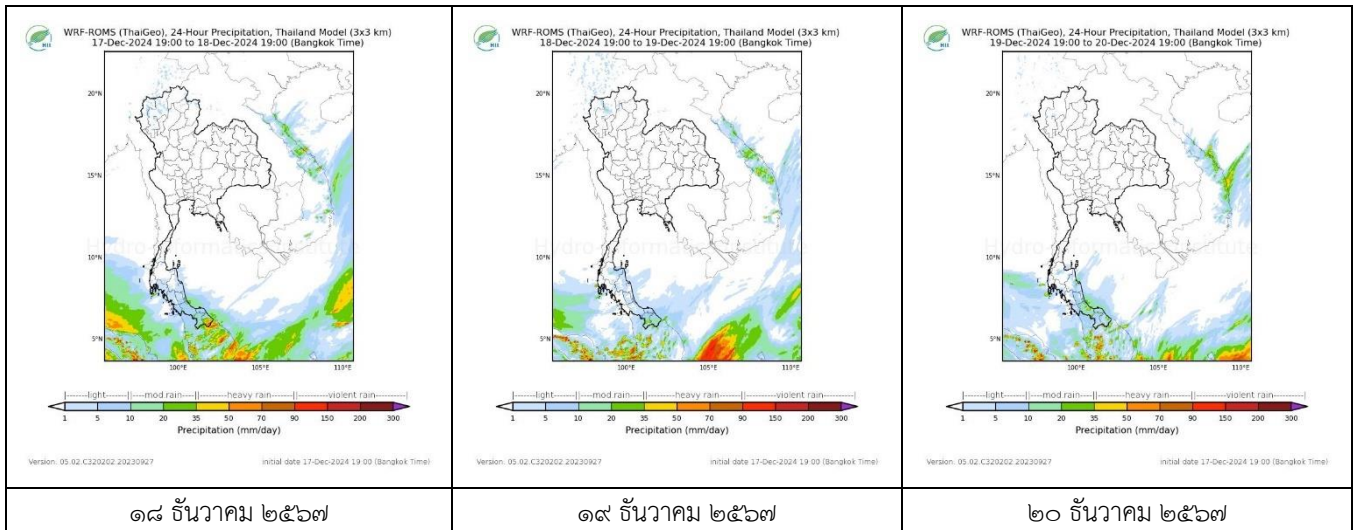 HII
WRF-ROMS (ThaiGeo), 24-Hour Precipitation, Thailand Model (3x3 km)
17-Dec-2024 19:00 to 18-Dec-2024 19:00 (Bangkok Time)
20°N
15°N
10°N
5°N
100°E 105°E 110°E
Hydro-Informatics Institute
light mod rain heavy rain violent rain
1 5 10 20 35 50 70 90 150 200 300
Precipitation (mm/day)
Version: 05.02.C320202.20230927 initial date 17-Dec-2024 19:00 (Bangkok Time)
๑๘ ธันวาคม ๒๕๖๗
HII
WRF-ROMS (ThaiGeo), 24-Hour Precipitation, Thailand Model (3x3 km)
18-Dec-2024 19:00 to 19-Dec-2024 19:00 (Bangkok Time)
20°N
15°N
10°N
5°N
100°E 105°E 110°E
Hydro-Informatics Institute
light mod rain heavy rain violent rain
1 5 10 20 35 50 70 90 150 200 300
Precipitation (mm/day)
Version: 05.02.C320202.20230927 initial date 17-Dec-2024 19:00 (Bangkok Time)
๑๙ ธันวาคม ๒๕๖๗
HII
WRF-ROMS (ThaiGeo), 24-Hour Precipitation, Thailand Model (3x3 km)
19-Dec-2024 19:00 to 20-Dec-2024 19:00 (Bangkok Time)
20°N
15°N
10°N
5°N
100°E 105°E 110°E
Hydro-Informatics Institute
light mod rain heavy rain violent rain
1 5 10 20 35 50 70 90 150 200 300
Precipitation (mm/day)
Version: 05.02.C320202.20230927 initial date 17-Dec-2024 19:00 (Bangkok Time)
๒๐ ธันวาคม ๒๕๖๗